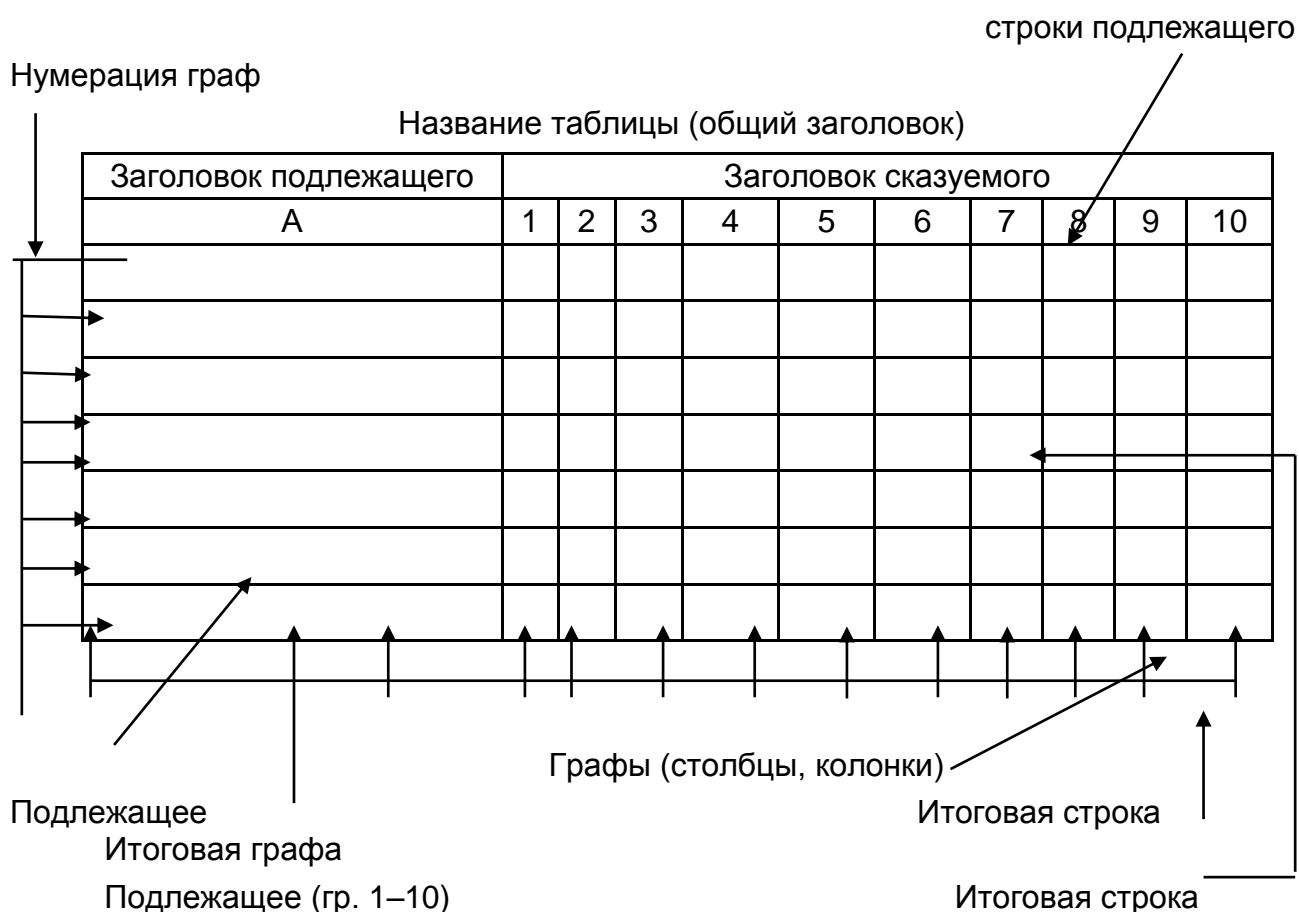 строки подлежащего
Нумерация граф
Название таблицы (общий заголовок)
Заголовок подлежащего Заголовок сказуемого
А 1 2 3 4 5 6 7 8 9 10
Графы (столбцы, колонки)
Подлежащее Итоговая строка
Итоговая графа
Подлежащее (гр. 1–10) Итоговая строка